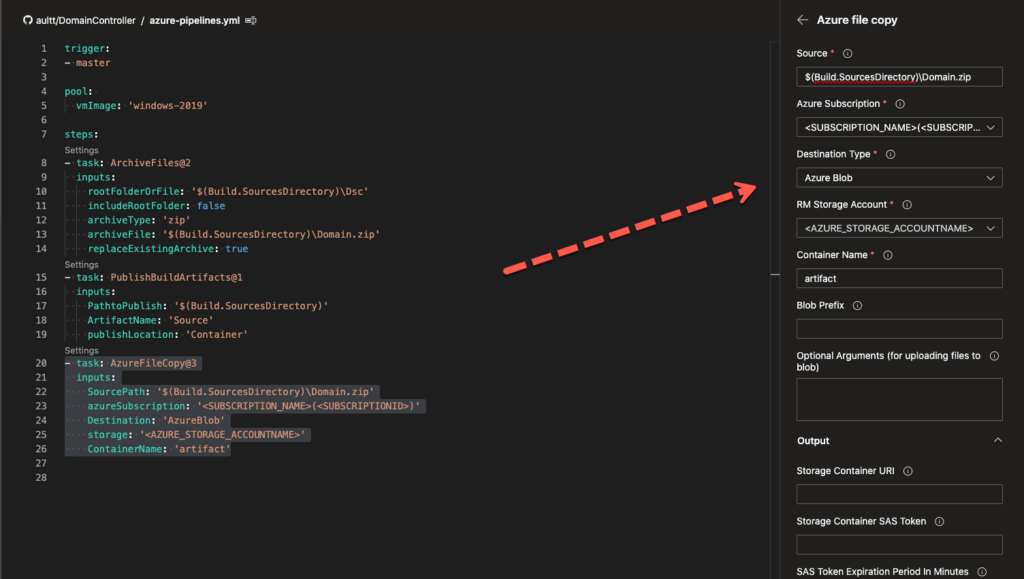 aultt/DomainController / azure-pipelines.yml
1 trigger:
2 - master
3
4 pool:
5 vmImage: 'windows-2019'
6
7 steps:
Settings
8 - task: ArchiveFiles@2
9 inputs:
10 rootFolderOrFile: '$(Build.SourcesDirectory)\Dsc'
11 includeRootFolder: false
12 archiveType: 'zip'
13 archiveFile: '$(Build.SourcesDirectory)\Domain.zip'
14 replaceExistingArchive: true
Settings
15 - task: PublishBuildArtifacts@1
16 inputs:
17 PathtoPublish: '$(Build.SourcesDirectory)'
18 ArtifactName: 'Source'
19 publishLocation: 'Container'
Settings
20 - task: AzureFileCopy@3
21 inputs:
22 SourcePath: '$(Build.SourcesDirectory)\Domain.zip'
23 azureSubscription: '<SUBSCRIPTION_NAME>(<SUBSCRIPTIONID>)'
24 Destination: 'AzureBlob'
25 storage: '<AZURE_STORAGE_ACCOUNTNAME>'
26 ContainerName: 'artifact'
27
28
Azure file copy
Source *
$(Build.SourcesDirectory)\Domain.zip
Azure Subscription *
<SUBSCRIPTION_NAME>(<SUBSCRIP...
Destination Type *
Azure Blob
RM Storage Account *
<AZURE_STORAGE_ACCOUNTNAME>
Container Name *
artifact
Blob Prefix
Optional Arguments (for uploading files to
blob)
Output
Storage Container URI
Storage Container SAS Token
SAS Token Expiration Period In Minutes